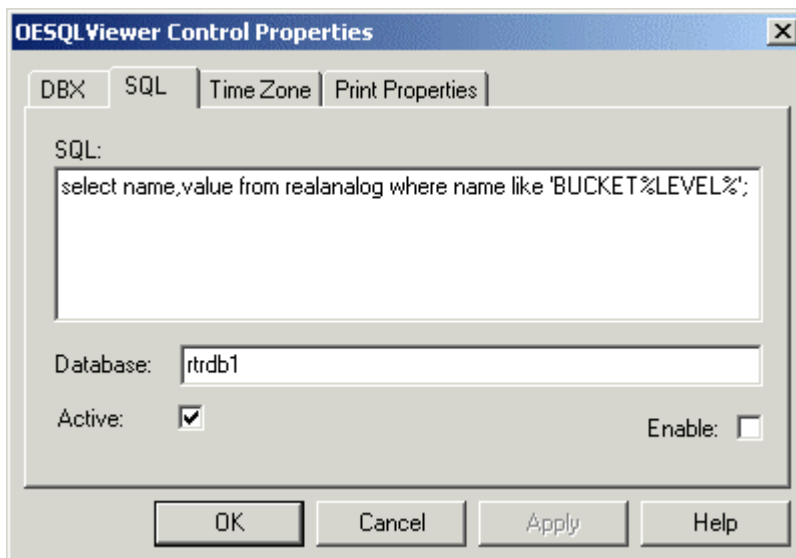 OESQLViewer Control Properties
DBX SQL Time Zone Print Properties
SQL:
select name,value from realanalog where name like 'BUCKET%LEVEL%';
Database: rtrdb1
Active: Enable:
OK Cancel Apply Help